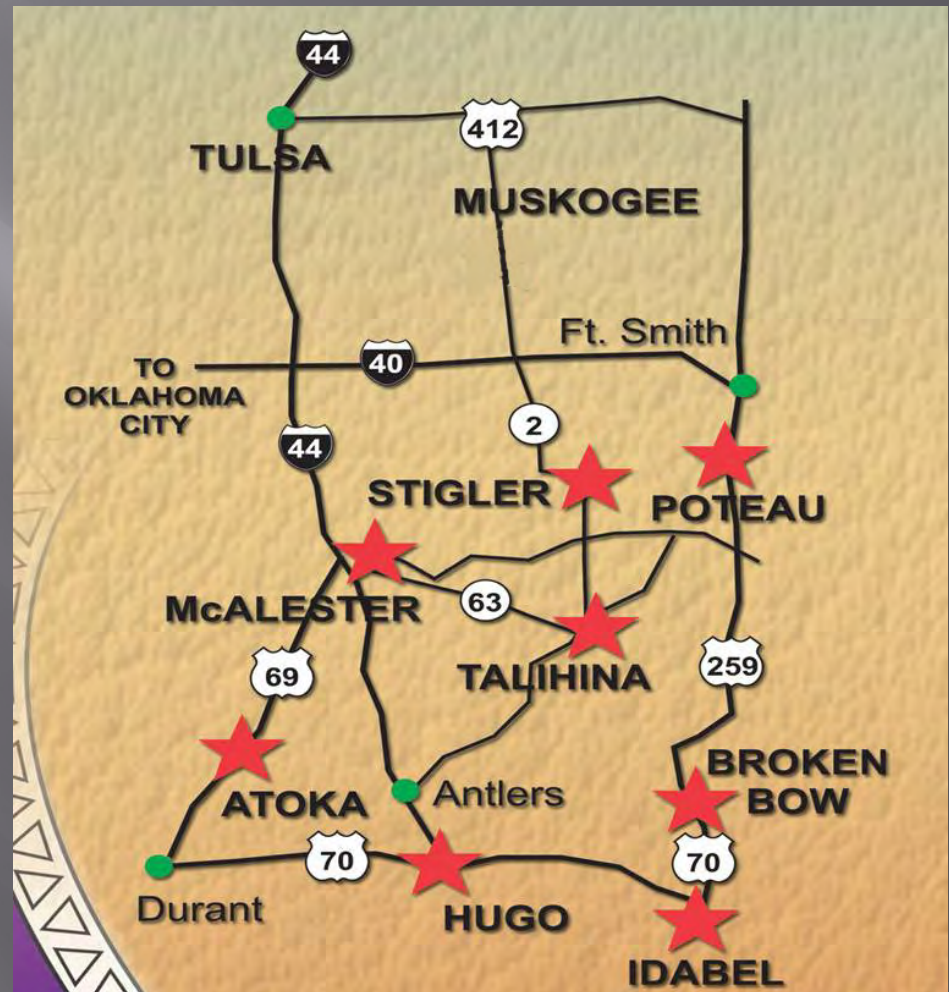 44
TULSA
412
MUSKOGEE
Ft. Smith
40
TO
OKLAHOMA
CITY
44
2
STIGLER
POTEAU
McALESTER
63
TALIHINA
259
69
BROKEN
BOW
ATOKA
Antlers
70
70
Durant
HUGO
IDABEL